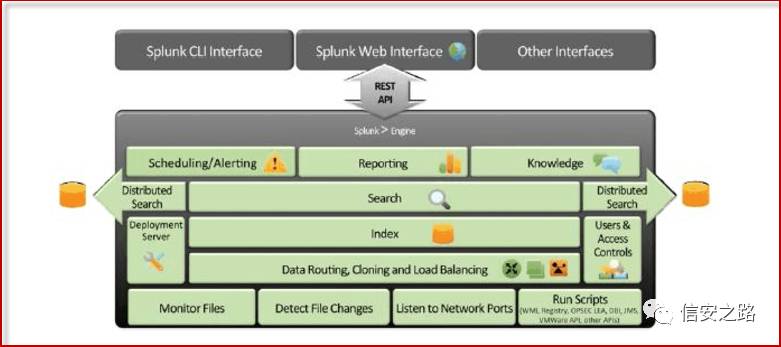 Splunk CLI Interface
Splunk Web Interface
Other Interfaces
REST
API
Splunk > Engine
Scheduling/Alerting
Reporting
Knowledge
Distributed
Search
Search
Distributed
Search
Deployment
Server
Index
Users &
Access
Controls
Data Routing, Cloning and Load Balancing
Monitor Files
Detect File Changes
Listen to Network Ports
Run Scripts
(WMI, Registry, OPSEC LEA, DBI, JMS,
VMWare API, other APIs)
信安之路